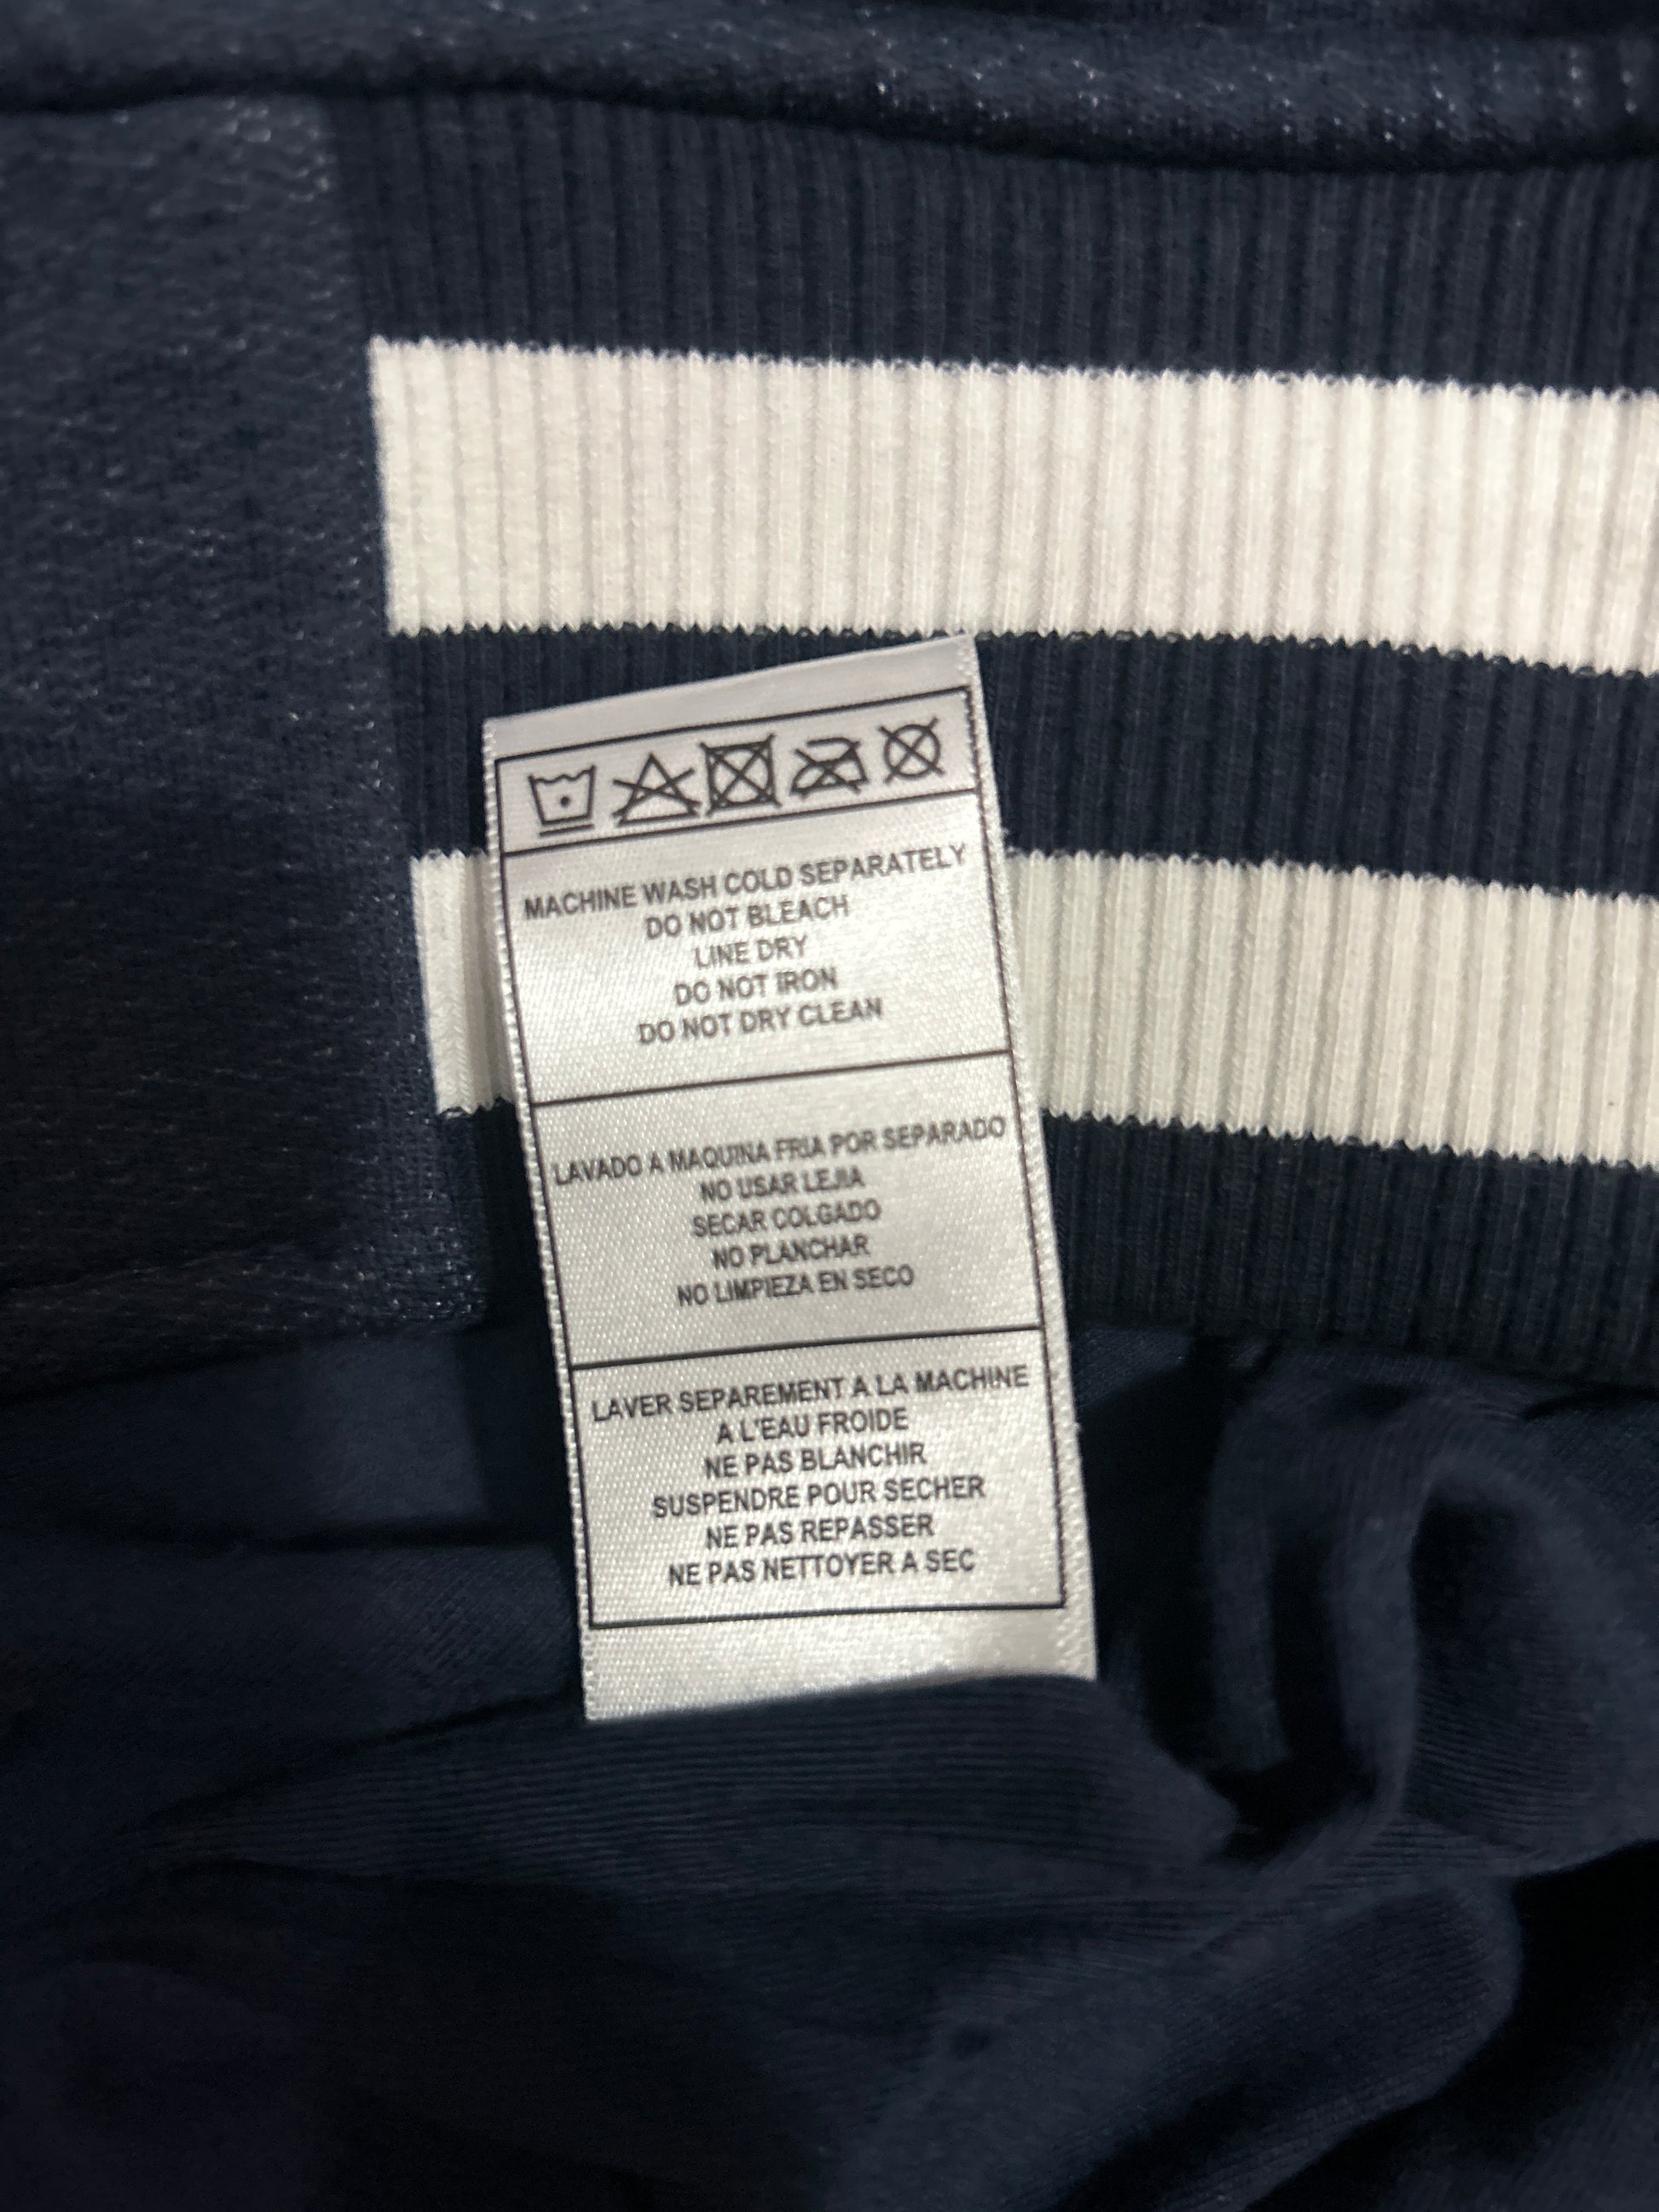 MACHINE WASH COLD SEPARATELY
DO NOT BLEACH
LINE DRY
DO NOT IRON
DO NOT DRY CLEAN
LAVADO A MAQUINA FRIA POR SEPARADO
NO USAR LEJIA
SECAR COLGADO
NO PLANCHAR
NO LIMPIEZA EN SECO
LAVER SEPAREMENT A LA MACHINE
A L'EAU FROIDE
NE PAS BLANCHIR
SUSPENDRE POUR SECHER
NE PAS REPASSER
NE PAS NETTOYER A SEC